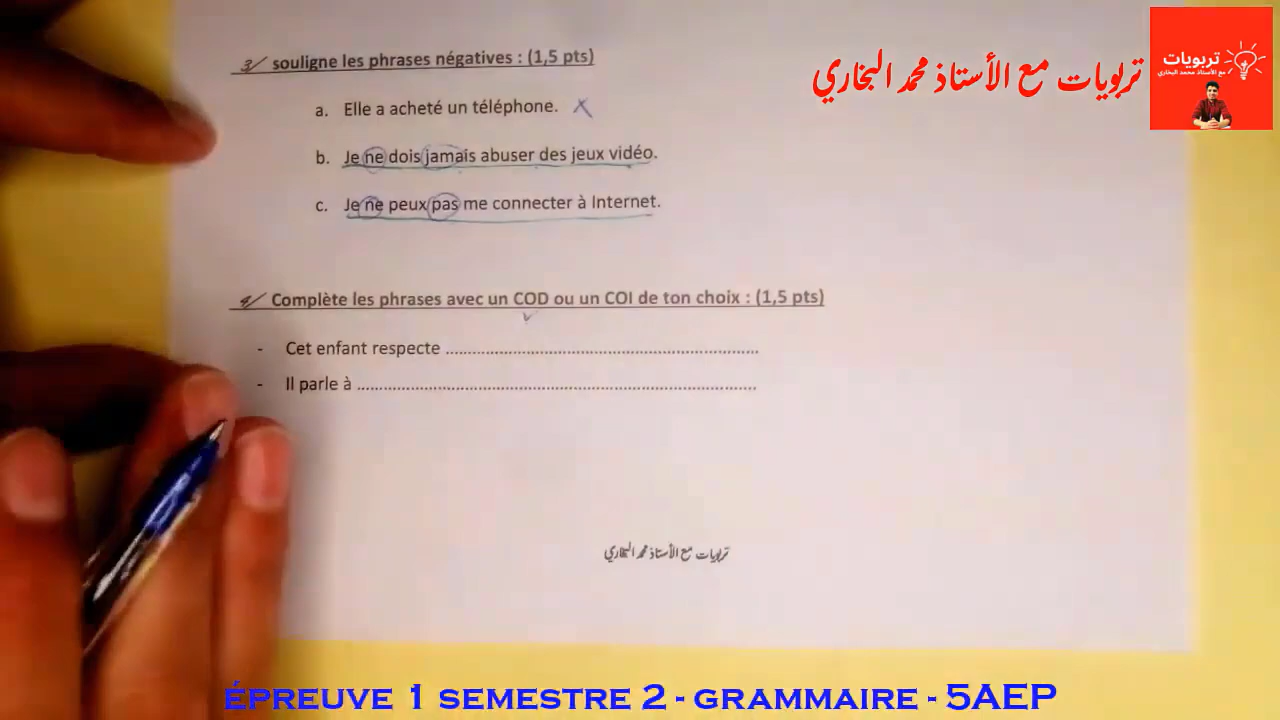 3/ souligne les phrases négatives : (1,5 pts)
تربويات مع الأستاذ محمد البخاري
تربويات
مع الأستاذ محمد البخاري
a. Elle a acheté un téléphone.
b. Je ne dois jamais abuser des jeux vidéo.
c. Je ne peux pas me connecter à Internet.
4/ Complète les phrases avec un COD ou un COI de ton choix : (1,5 pts)
- Cet enfant respecte ......................................................................
- Il parle à .........................................................................................
تربويات مع الأستاذ محمد البخاري
ÉPREUVE 1 SEMESTRE 2 - GRAMMAIRE - 5AEP